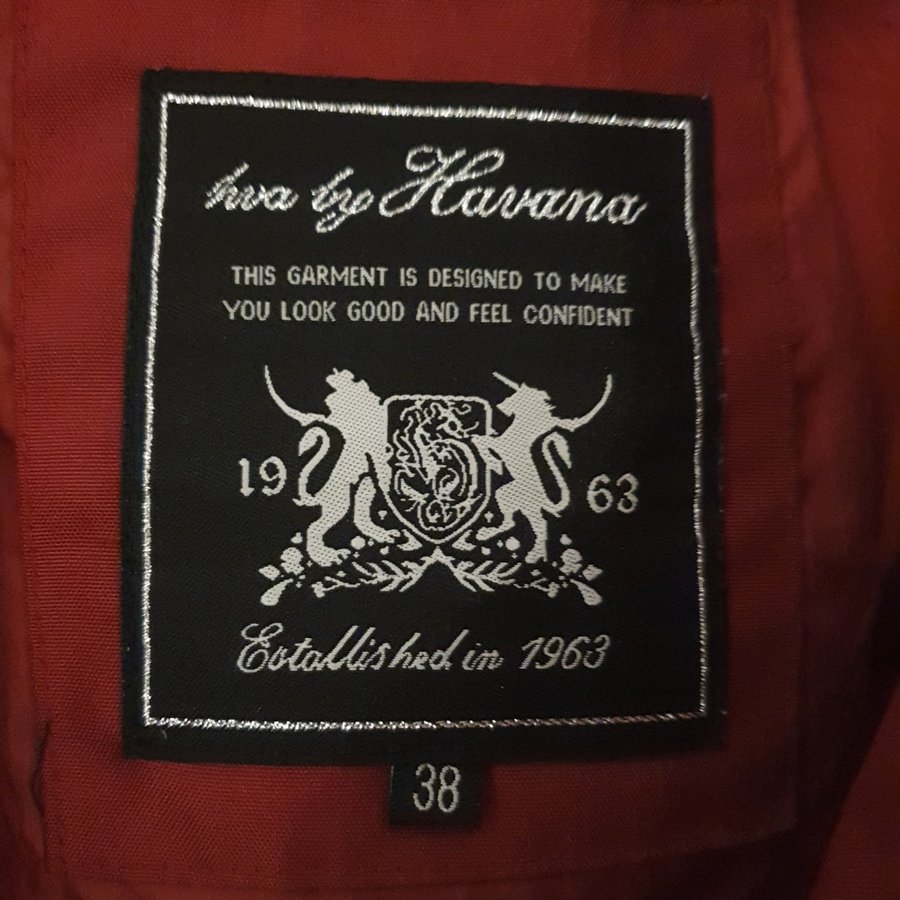 hva by Havana
THIS GARMENT IS DESIGNED TO MAKE
YOU LOOK GOOD AND FEEL CONFIDENT
19 63
Established in 1963
38